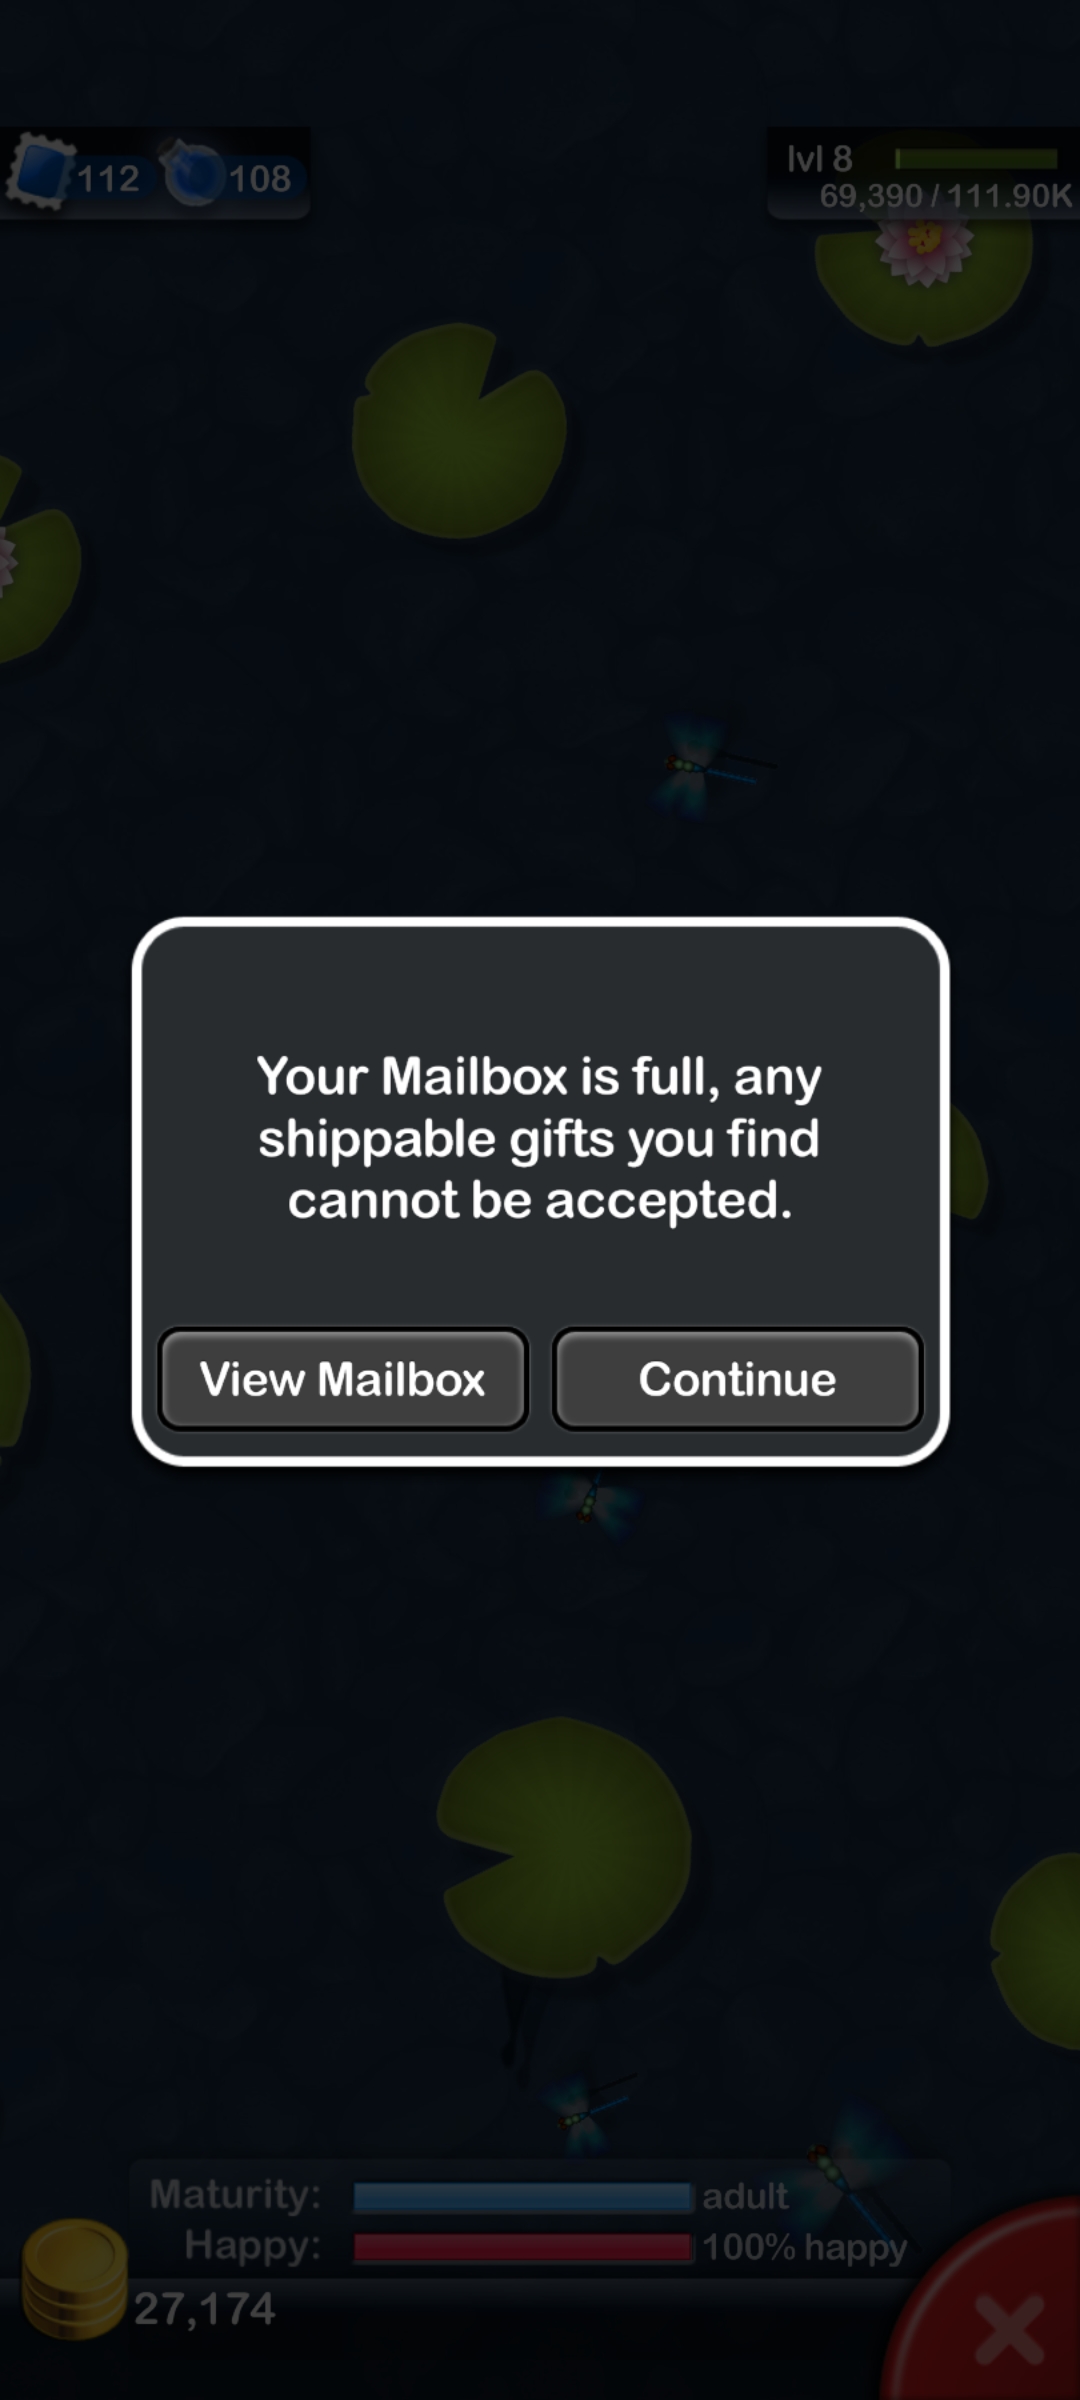 112 108
lvl 8
69,390 / 111.90K
Your Mailbox is full, any
shippable gifts you find
cannot be accepted.
View Mailbox Continue
Maturity: adult
Happy: 100% happy
27,174